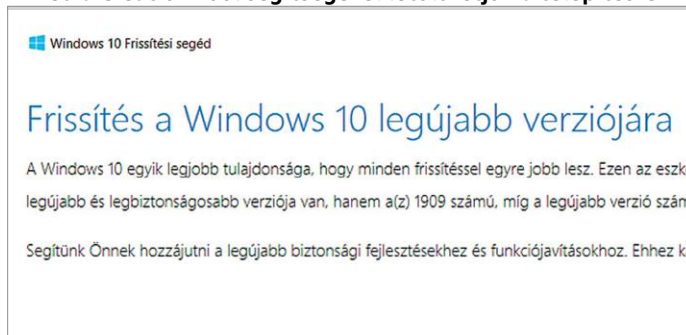 Windows 10 Frissítési segéd
Frissítés a Windows 10 legújabb verziójára
A Windows 10 egyik legjobb tulajdonsága, hogy minden frissítéssel egyre jobb lesz. Ezen az
legújabb és legbiztonságosabb verziója van, hanem a(z) 1909 számú, míg a legújabb verzió
Segítünk Önnek hozzájutni a legújabb biztonsági fejlesztésekhez és funkciójavításokhoz. Ehhez